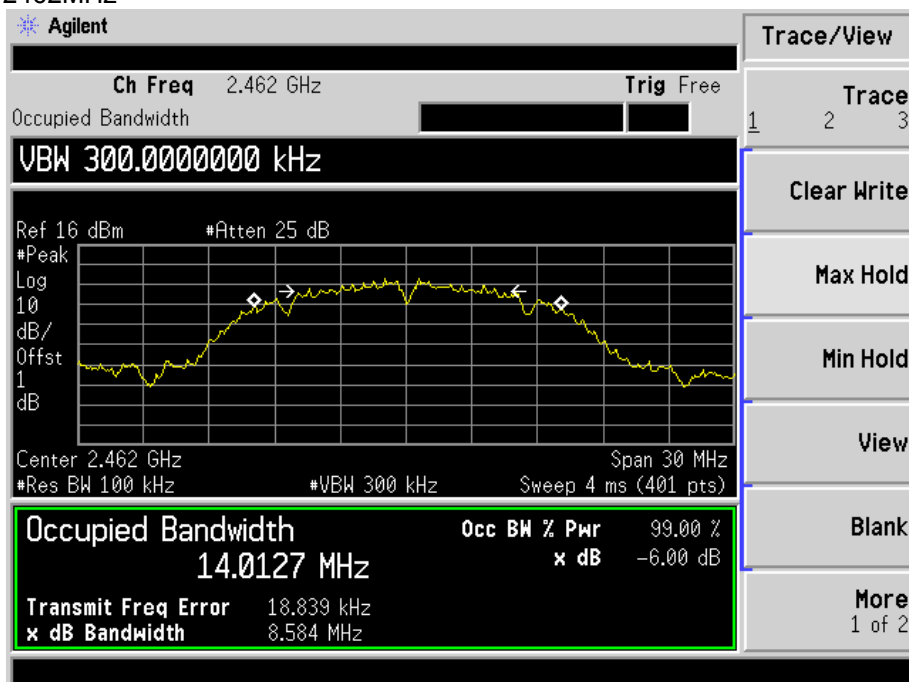 Agilent
Trace/View
Ch Freq 2.462 GHz Trig Free
Occupied Bandwidth
Trace
1 2 3
VBW 300.0000000 kHz
Clear Write
Ref 16 dBm #Atten 25 dB
#Peak
Log
10
dB/
Offst
1
dB
Max Hold
Min Hold
View
Center 2.462 GHz Span 30 MHz
#Res BW 100 kHz #VBW 300 kHz Sweep 4 ms (401 pts)
Occupied Bandwidth Occ BW % Pwr 99.00 %
14.0127 MHz x dB -6.00 dB
Blank
Transmit Freq Error 18.839 kHz
x dB Bandwidth 8.584 MHz
More
1 of 2